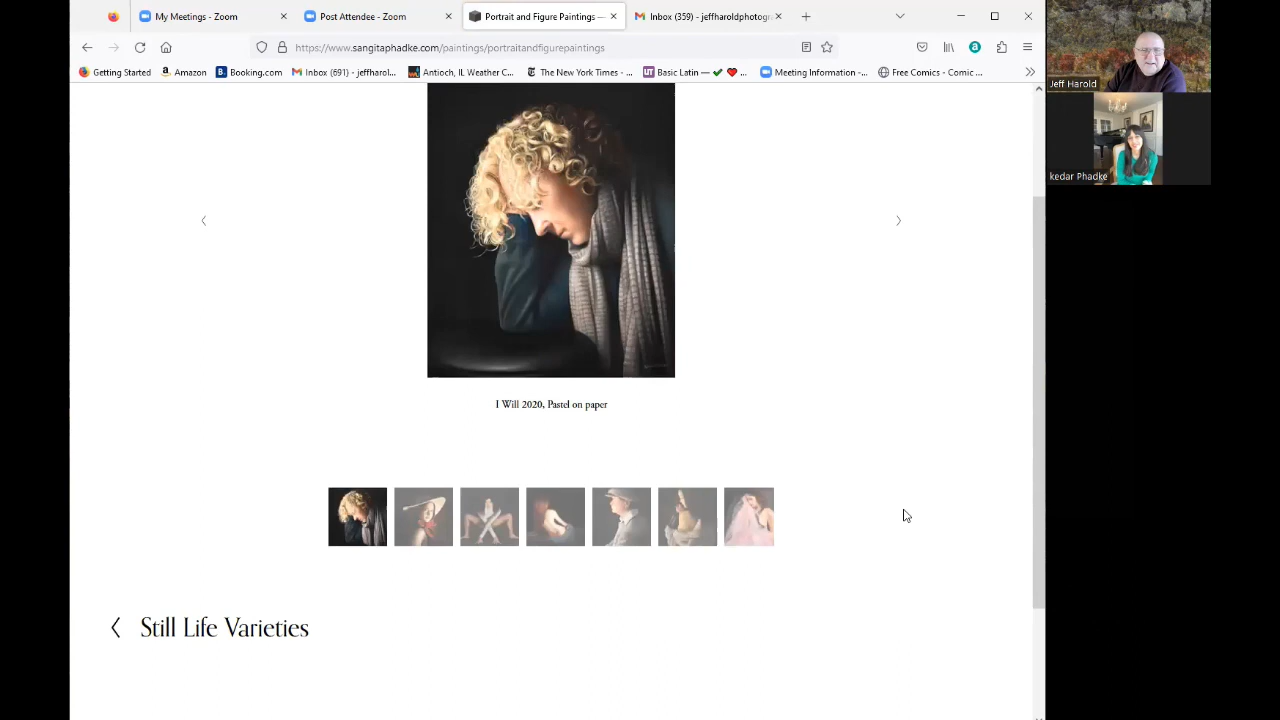 My Meetings - Zoom
Post Attendee - Zoom
Portrait and Figure Paintings —
Inbox (359) - jeffharoldphotogr
https://www.sangitaphadke.com/paintings/portraitandfigurepaintings
Getting Started
Amazon
Booking.com
Inbox (691) - jeffharol...
Antioch, IL Weather C...
The New York Times - ...
Basic Latin — ✔ ❤ ...
Meeting Information -...
Free Comics - Comic ...
Jeff Harold
kedar Phadke
I Will 2020, Pastel on paper
Still Life Varieties